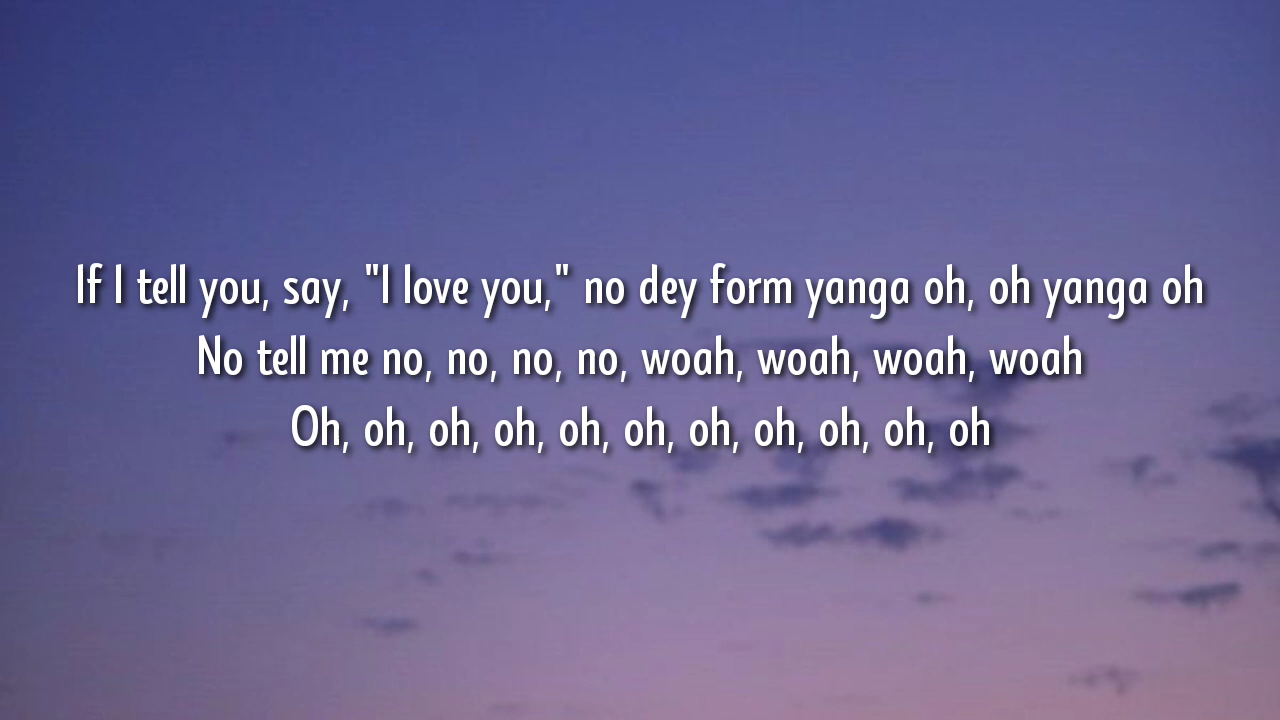 If I tell you, say, "I love you," no dey form yanga oh, oh yanga oh
No tell me no, no, no, no, woah, woah, woah, woah
Oh, oh, oh, oh, oh, oh, oh, oh, oh, oh, oh